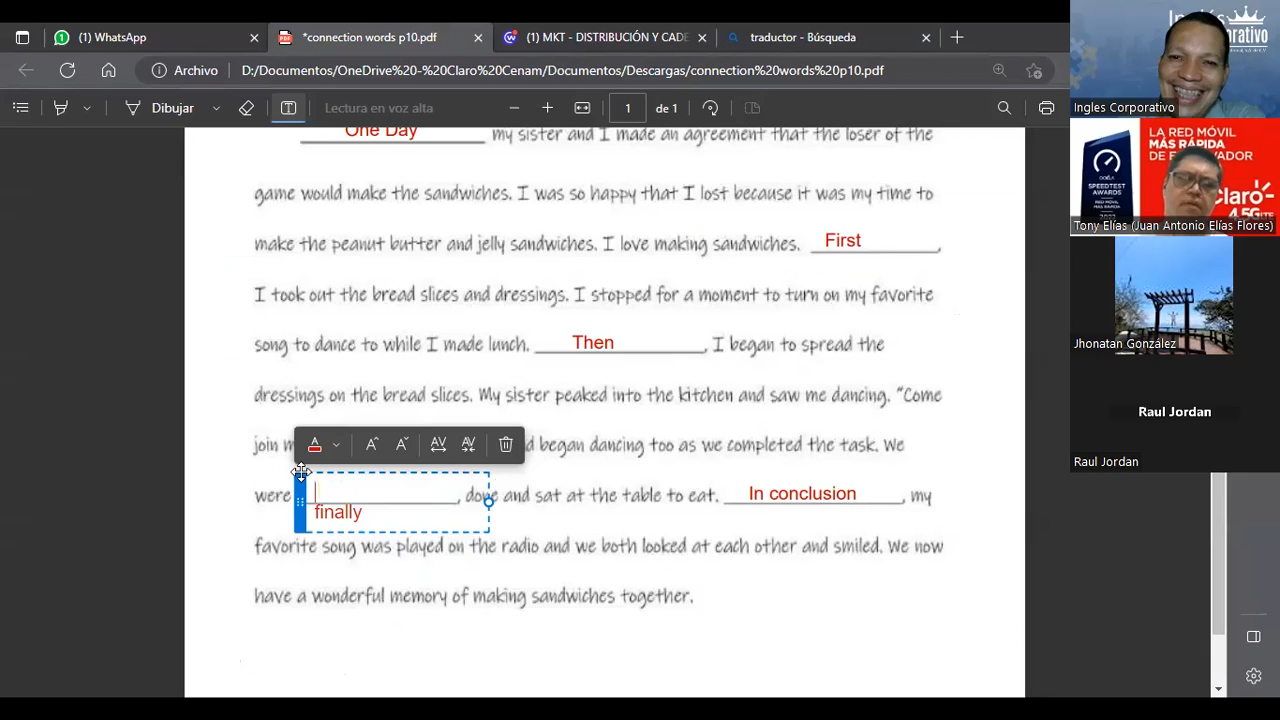 (1) WhatsApp
*connection words p10.pdf
(1) MKT - DISTRIBUCIÓN Y CADE
traductor - Búsqueda
Archivo
D:/Documentos/OneDrive%20-%20Claro%20Cenam/Documentos/Descargas/connection%20words%20p10.pdf
Dibujar
Lectura en voz alta
1
de 1
One Day my sister and I made an agreement that the loser of the
game would make the sandwiches. I was so happy that I lost because it was my time to
make the peanut butter and jelly sandwiches. I love making sandwiches. First,
I took out the bread slices and dressings. I stopped for a moment to turn on my favorite
song to dance to while I made lunch. Then, I began to spread the
dressings on the bread slices. My sister peaked into the kitchen and saw me dancing. "Come
join began dancing too as we completed the task. We
were finally, done and sat at the table to eat. In conclusion, my
favorite song was played on the radio and we both looked at each other and smiled. We now
have a wonderful memory of making sandwiches together.
Ingles Corporativo
LA RED MÓVIL
MÁS RÁPIDA
SPEEDTEST
AWARDS
4.5G LTE
Tony Elías (Juan Antonio Elías Flores)
Jhonatan González
Raul Jordan
Raul Jordan